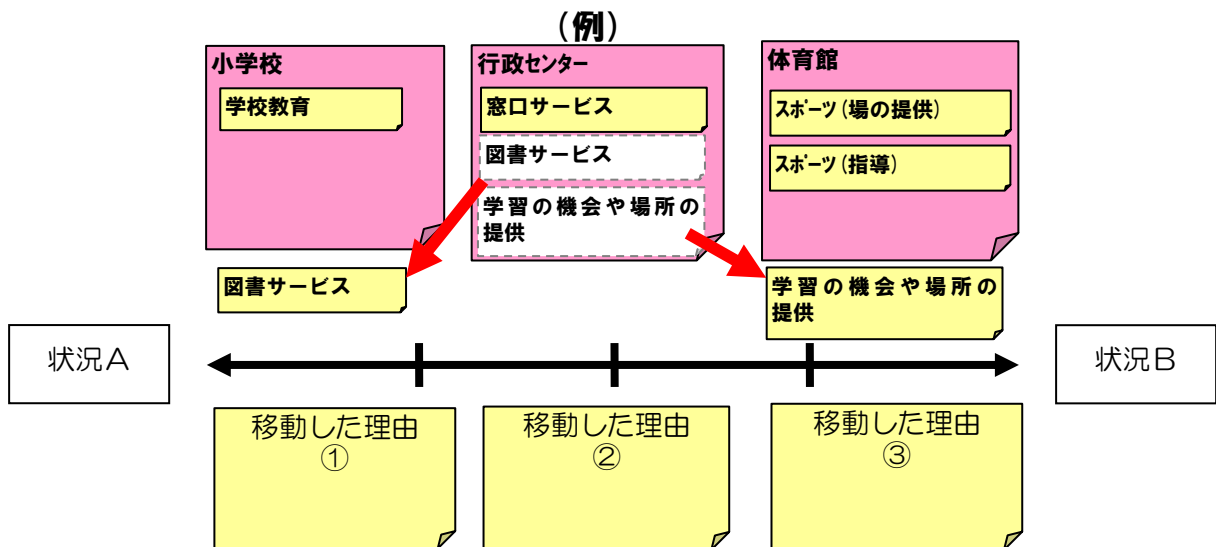 (例)
小学校
学校教育
行政センター
窓口サービス
図書サービス
学習の機会や場所の
提供
体育館
スポーツ(場の提供)
スポーツ(指導)
図書サービス
学習の機会や場所の
提供
状況A
状況B
移動した理由
①
移動した理由
②
移動した理由
③